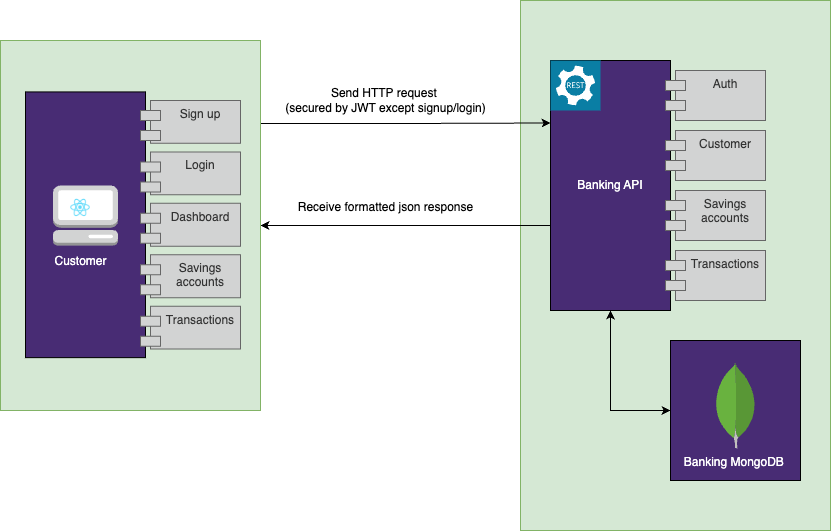 Send HTTP request
(secured by JWT except signup/login)
Receive formatted json response
Customer
Sign up
Login
Dashboard
Savings
accounts
Transactions
REST
Banking API
Auth
Customer
Savings
accounts
Transactions
Banking MongoDB